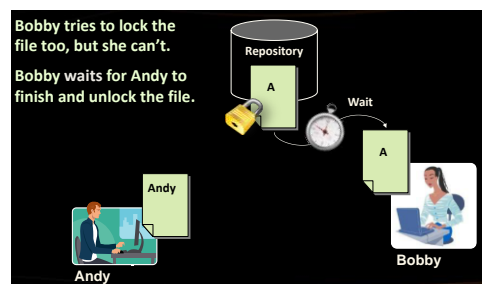 Bobby tries to lock the
file too, but she can't.
Bobby waits for Andy to
finish and unlock the file.
Repository
A
Wait
A
Andy
Andy
Bobby